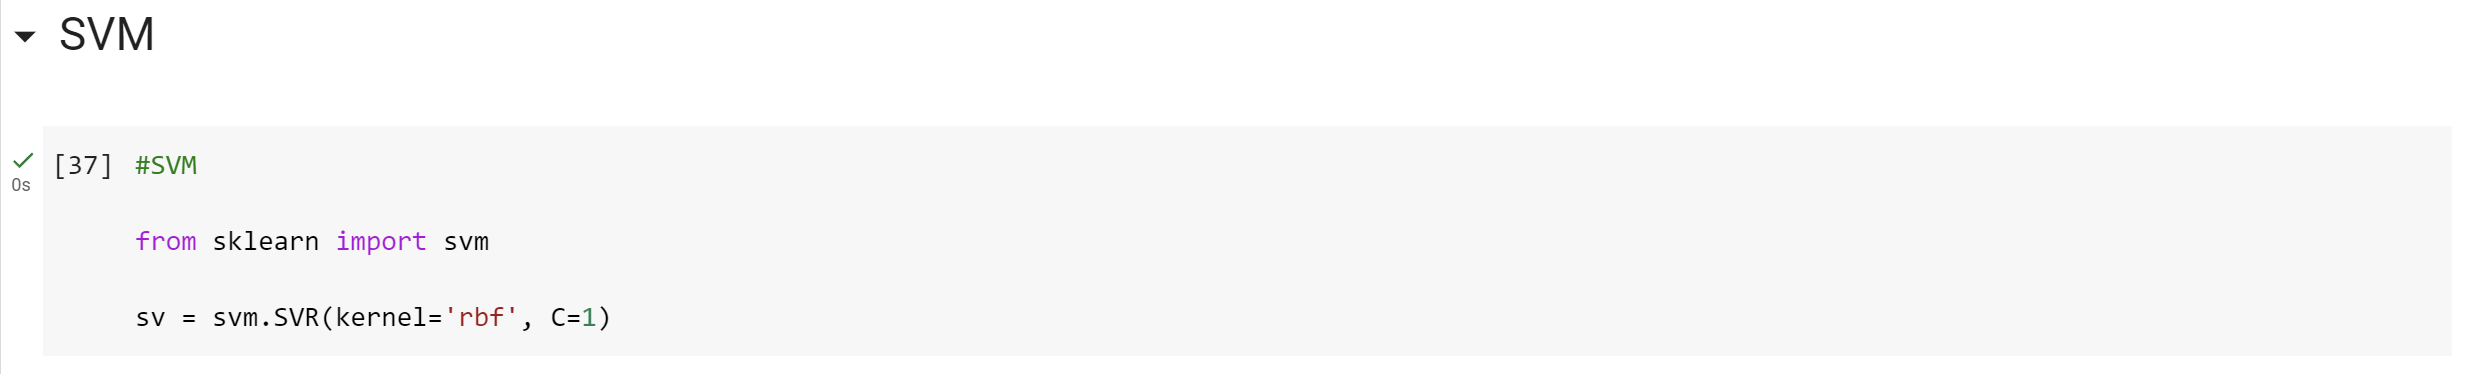 SVM
[37] #SVM
0s
from sklearn import svm
sv = svm.SVR(kernel='rbf', C=1)